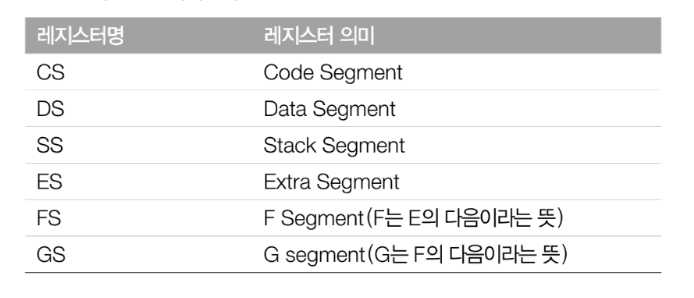 레지스터명 레지스터 의미
CS Code Segment
DS Data Segment
SS Stack Segment
ES Extra Segment
FS F Segment(F는 E의 다음이라는 뜻)
GS G segment(G는 F의 다음이라는 뜻)